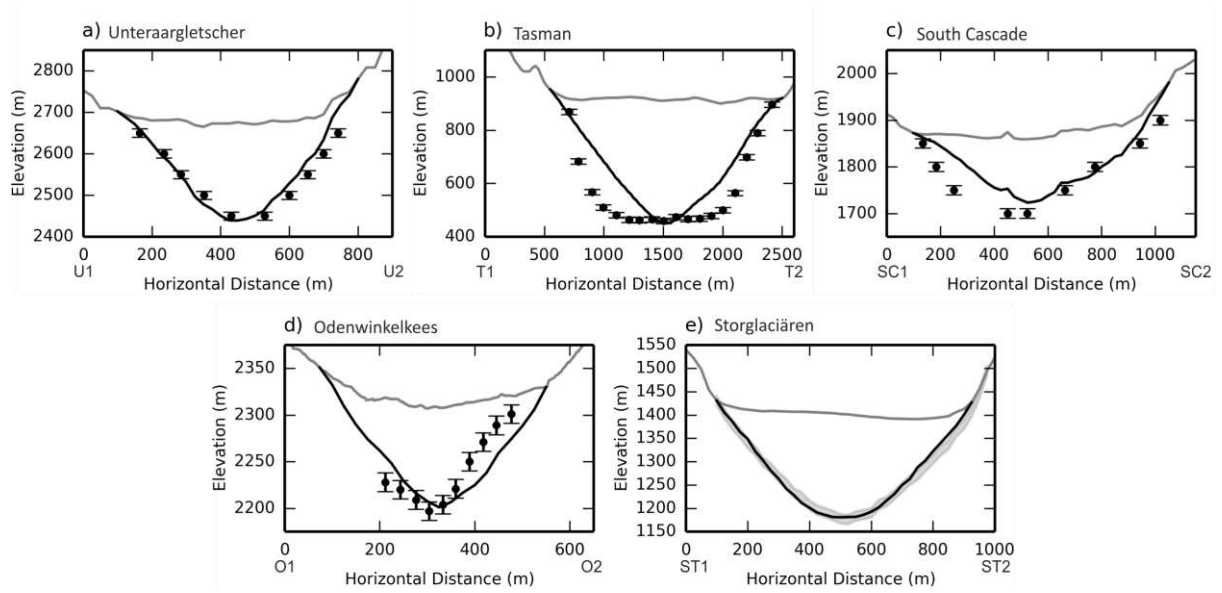 a) Unteraargletscher
2800
2700
2600
2500
2400
Elevation (m)
0 200 400 600 800
U1 U2
Horizontal Distance (m)
b) Tasman
1000
800
600
400
Elevation (m)
0 500 1000 1500 2000 2500
T1 T2
Horizontal Distance (m)
c) South Cascade
2000
1900
1800
1700
Elevation (m)
0 200 400 600 800 1000
SC1 SC2
Horizontal Distance (m)
d) Odenwinkelkees
2350
2300
2250
2200
Elevation (m)
0 200 400 600
O1 O2
Horizontal Distance (m)
e) Storglaciären
1550
1500
1450
1400
1350
1300
1250
1200
1150
Elevation (m)
0 200 400 600 800 1000
ST1 ST2
Horizontal Distance (m)